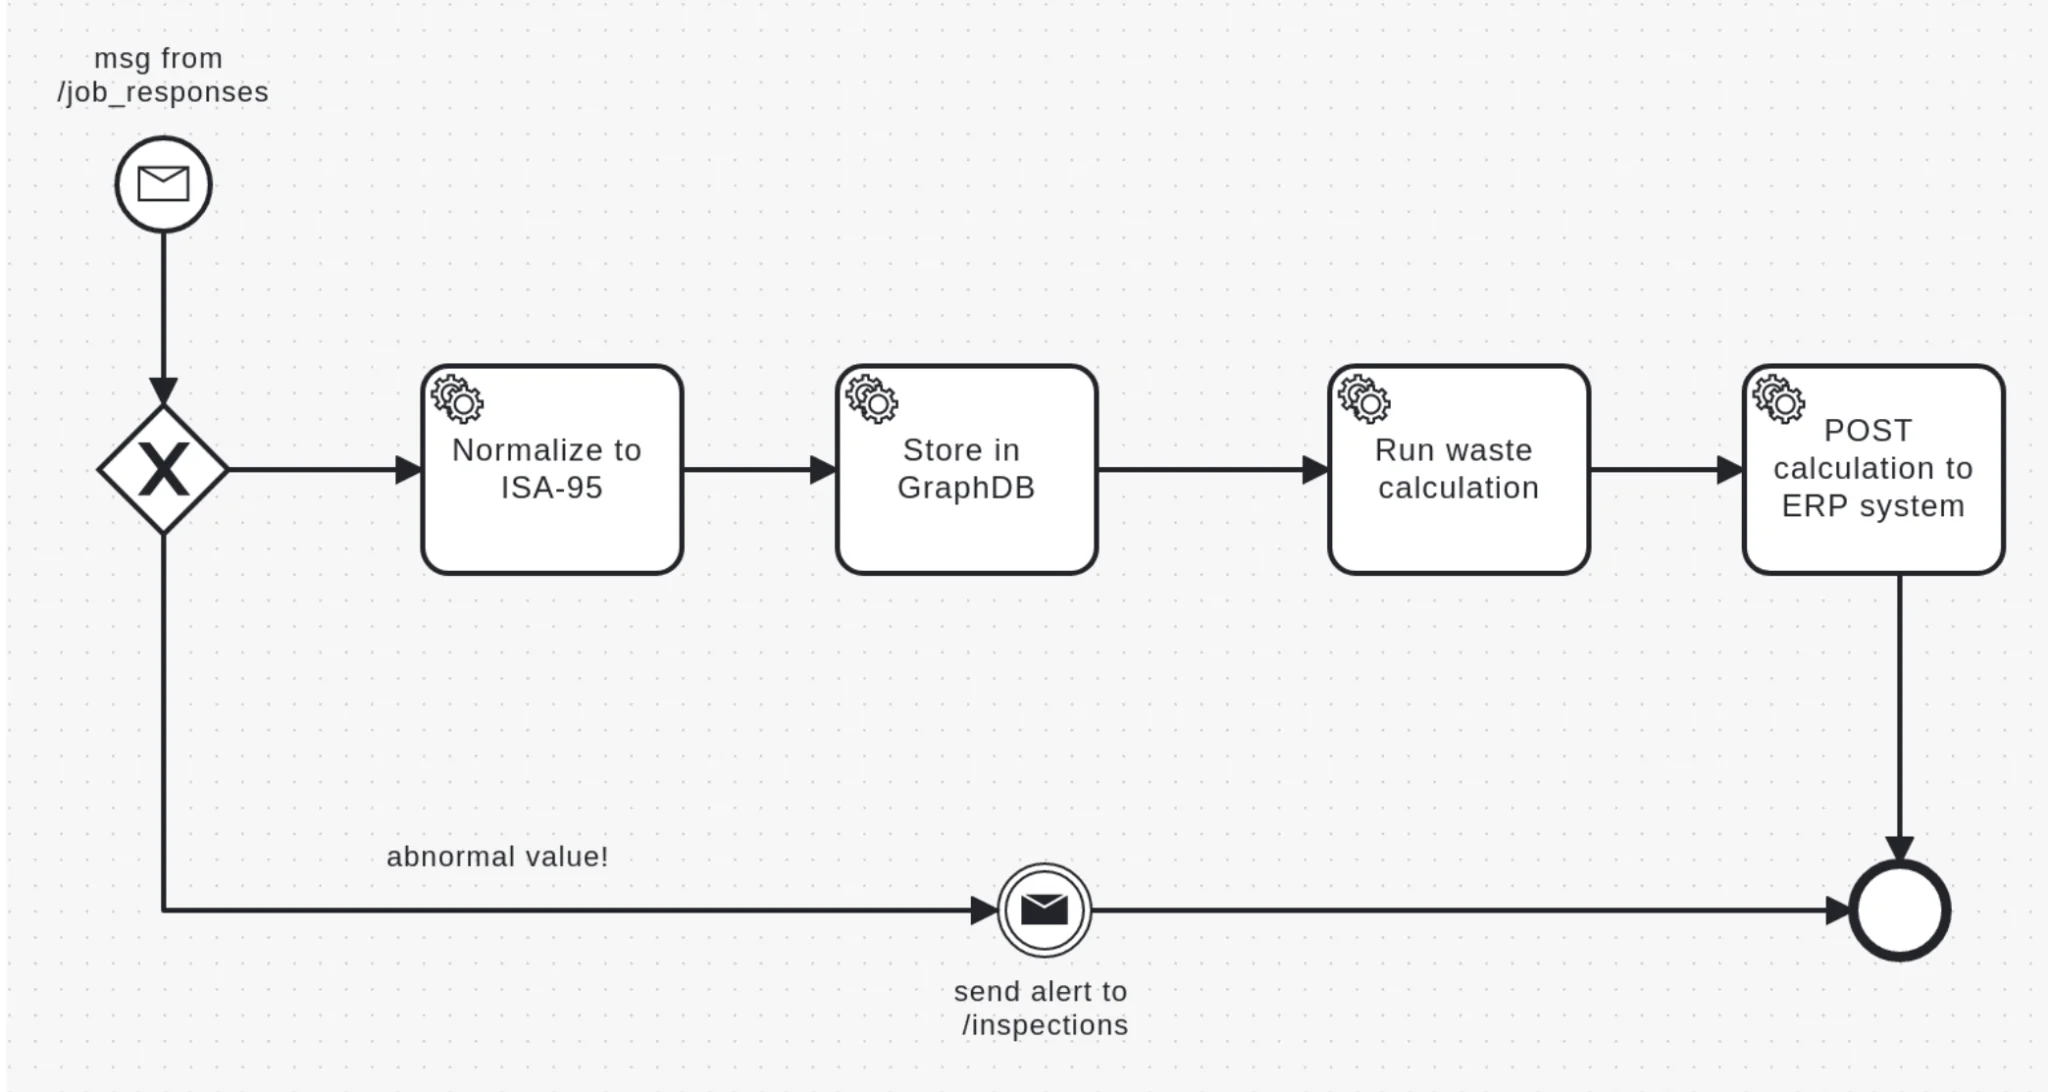 msg from
/job_responses
X
Normalize to
ISA-95
Store in
GraphDB
Run waste
calculation
POST
calculation to
ERP system
abnormal value!
send alert to
/inspections